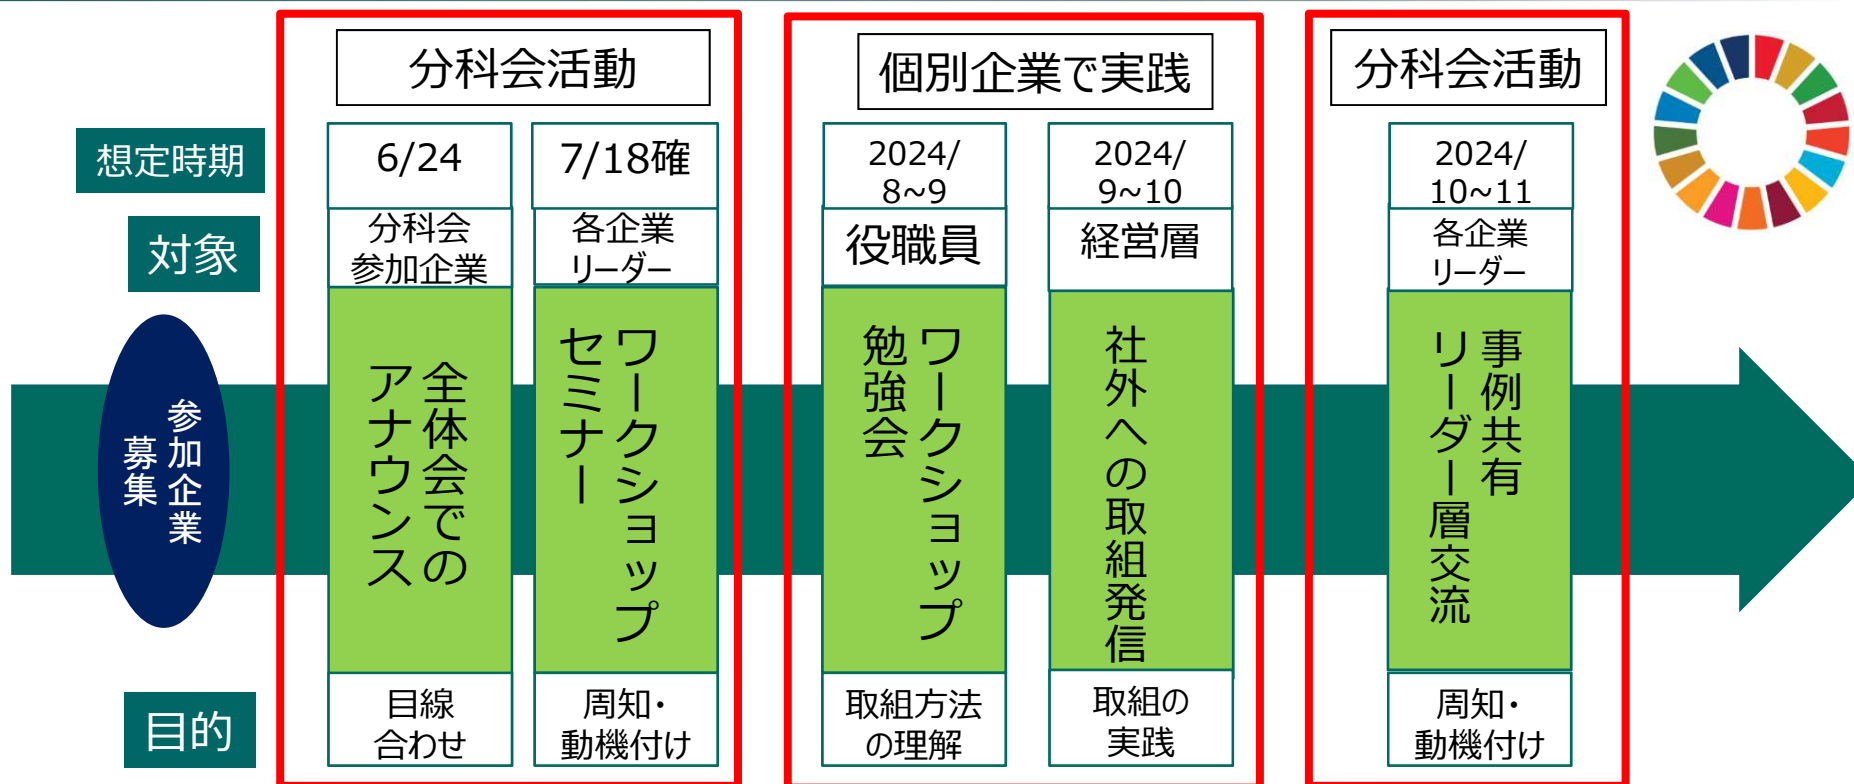 分科会活動
個別企業で実践
分科会活動
想定時期
6/24
7/18確
2024/
8~9
2024/
9~10
2024/
10~11
対象
分科会
参加企業
各企業
リーダー
役職員
経営層
各企業
リーダー
参加企業
募集
全体会での
アナウンス
ワークショップ
セミナー
ワークショップ
勉強会
社外への取組発信
事例共有
リーダー層交流
目的
目線
合わせ
周知・
動機付け
取組方法
の理解
取組の
実践
周知・
動機付け